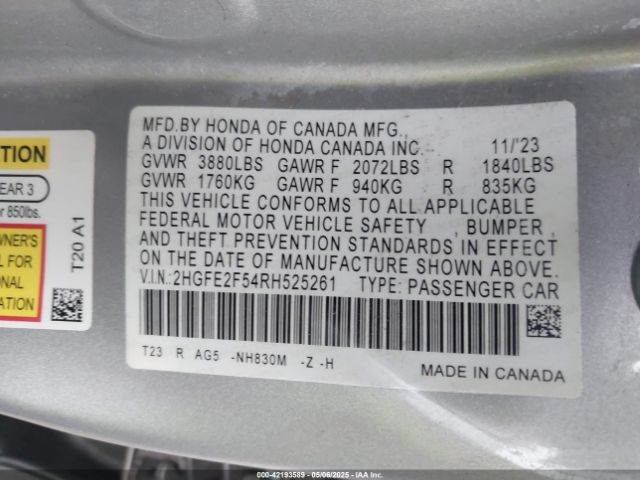 TION
EAR 3
r 850lbs.
WNER'S
L FOR
ONAL
ATION
T20 A1
MFD.BY HONDA OF CANADA MFG.,
A DIVISION OF HONDA CANADA INC. 11/'23
GVWR 3880LBS GAWR F 2072LBS R 1840LBS
GVWR 1760KG GAWR F 940KG R 835KG
THIS VEHICLE CONFORMS TO ALL APPLICABLE
FEDERAL MOTOR VEHICLE SAFETY , BUMPER ,
AND THEFT PREVENTION STANDARDS IN EFFECT
ON THE DATE OF MANUFACTURE SHOWN ABOVE.
V.I.N.:2HGFE2F54RH525261 TYPE: PASSENGER CAR
T23 R AG5 -NH830M -Z -H
MADE IN CANADA
000-42193589 - 05/06/2025 - IAA Inc.